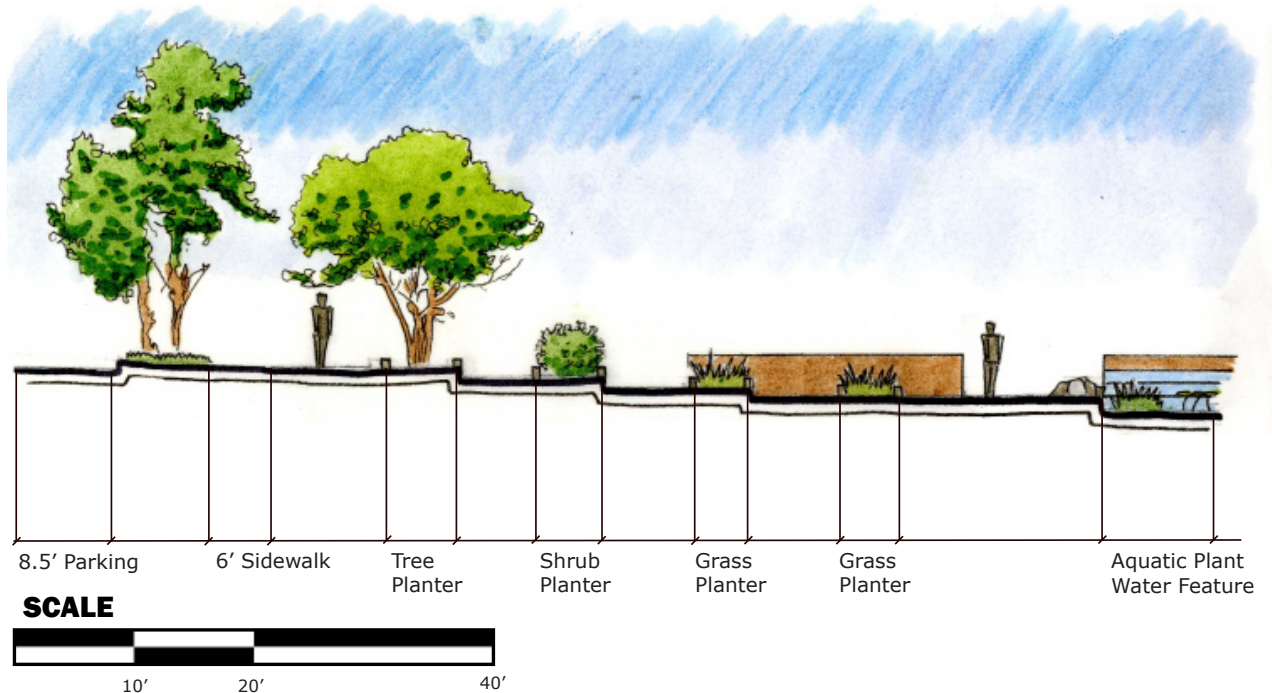 8.5’ Parking
6’ Sidewalk
Tree
Planter
Shrub
Planter
Grass
Planter
Grass
Planter
Aquatic Plant
Water Feature
SCALE
10’
20’
40’